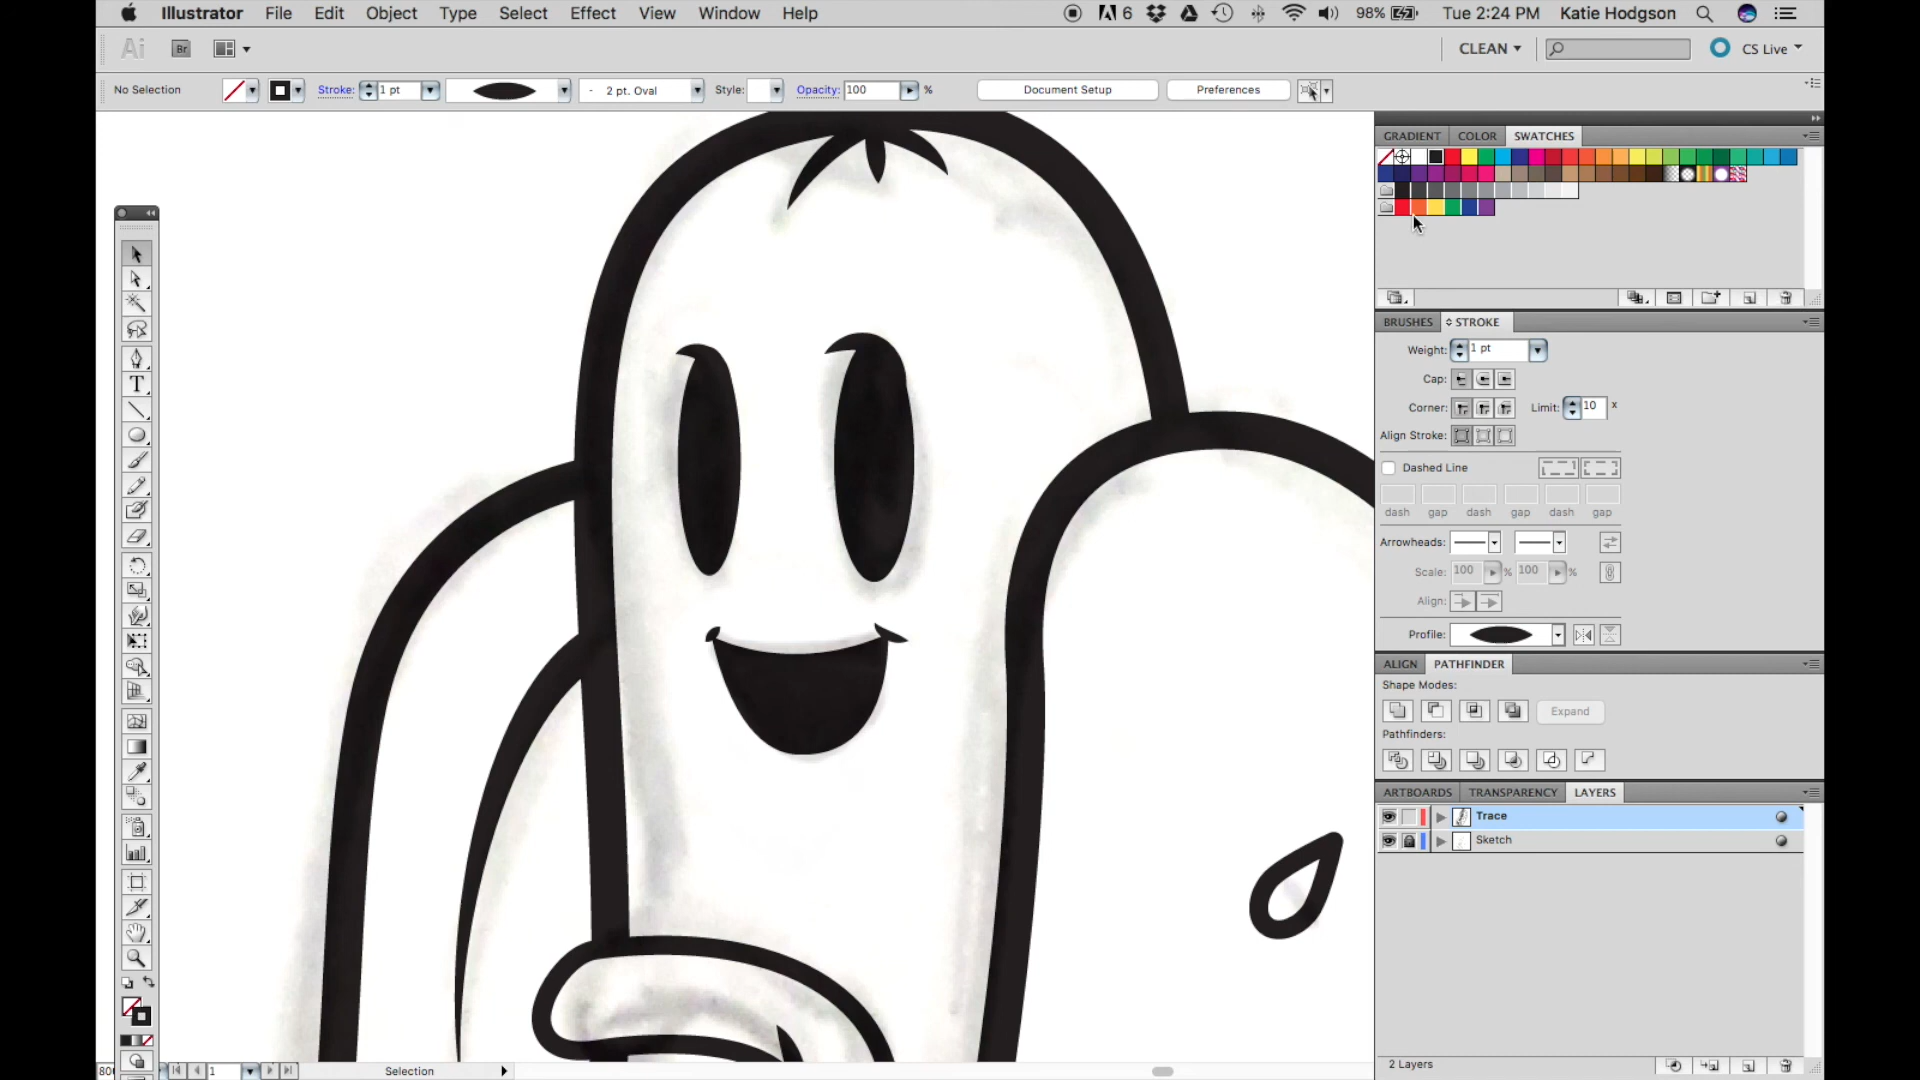 Illustrator File Edit Object Type Select Effect View Window Help 6 98% Tue 2:24 PM Katie Hodgson
Ai Br CLEAN CS Live
No Selection Stroke: 1 pt - 2 pt. Oval Style: Opacity: 100 % Document Setup Preferences
GRADIENT COLOR SWATCHES
BRUSHES STROKE
Weight: 1 pt
Cap:
Corner: Limit: 10 x
Align Stroke:
Dashed Line
dash gap dash gap dash gap
Arrowheads:
Scale: 100 % 100 %
Align:
Profile:
ALIGN PATHFINDER
Shape Modes:
Expand
Pathfinders:
ARTBOARDS TRANSPARENCY LAYERS
Trace
Sketch
2 Layers
800 1 Selection